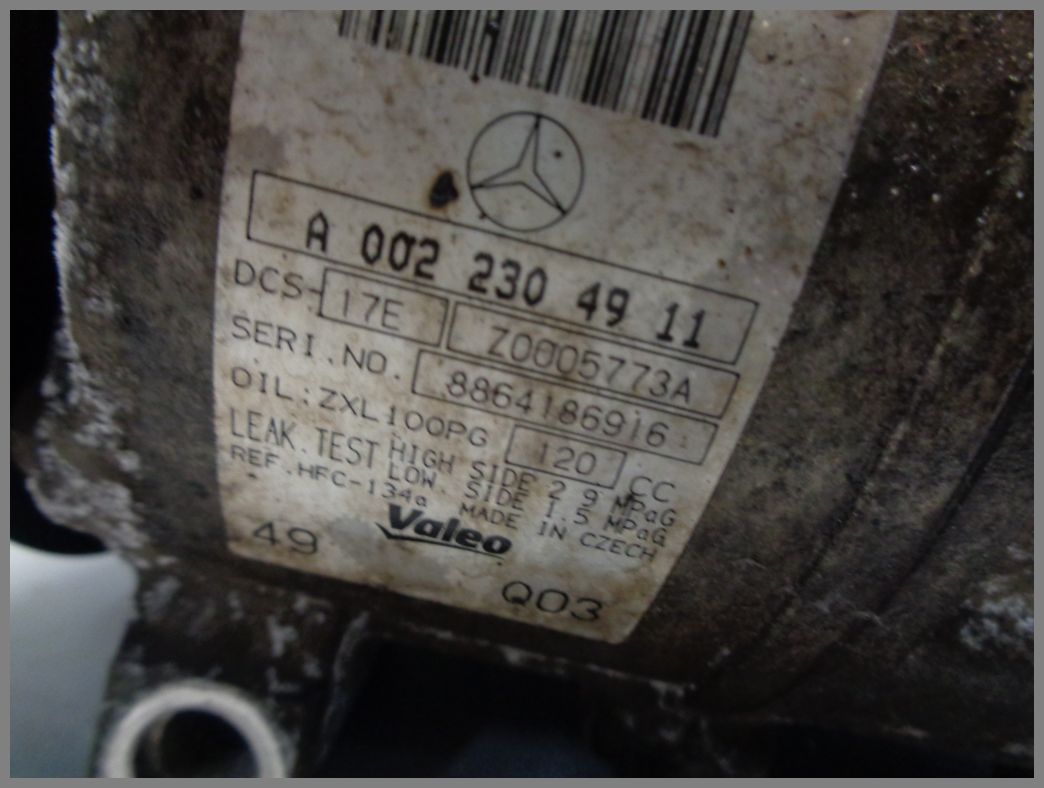 A 002 230 49 11
DCS-17E Z0005773A
SERI.NO. 8864186916
OIL:ZXL100PG 120 CC
LEAK.TEST HIGH SIDE 2.9 MPaG
LOW. SIDE 1.5 MPaG
REF.HFC-134a MADE IN CZECH
Valeo
49 Q03